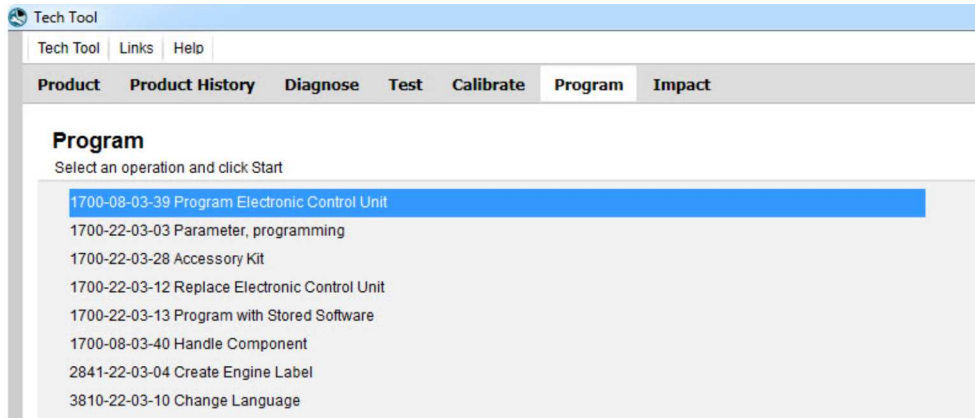 Tech Tool
Tech Tool Links Help
Product Product History Diagnose Test Calibrate Program Impact
Program
Select an operation and click Start
1700-08-03-39 Program Electronic Control Unit
1700-22-03-03 Parameter, programming
1700-22-03-28 Accessory Kit
1700-22-03-12 Replace Electronic Control Unit
1700-22-03-13 Program with Stored Software
1700-08-03-40 Handle Component
2841-22-03-04 Create Engine Label
3810-22-03-10 Change Language